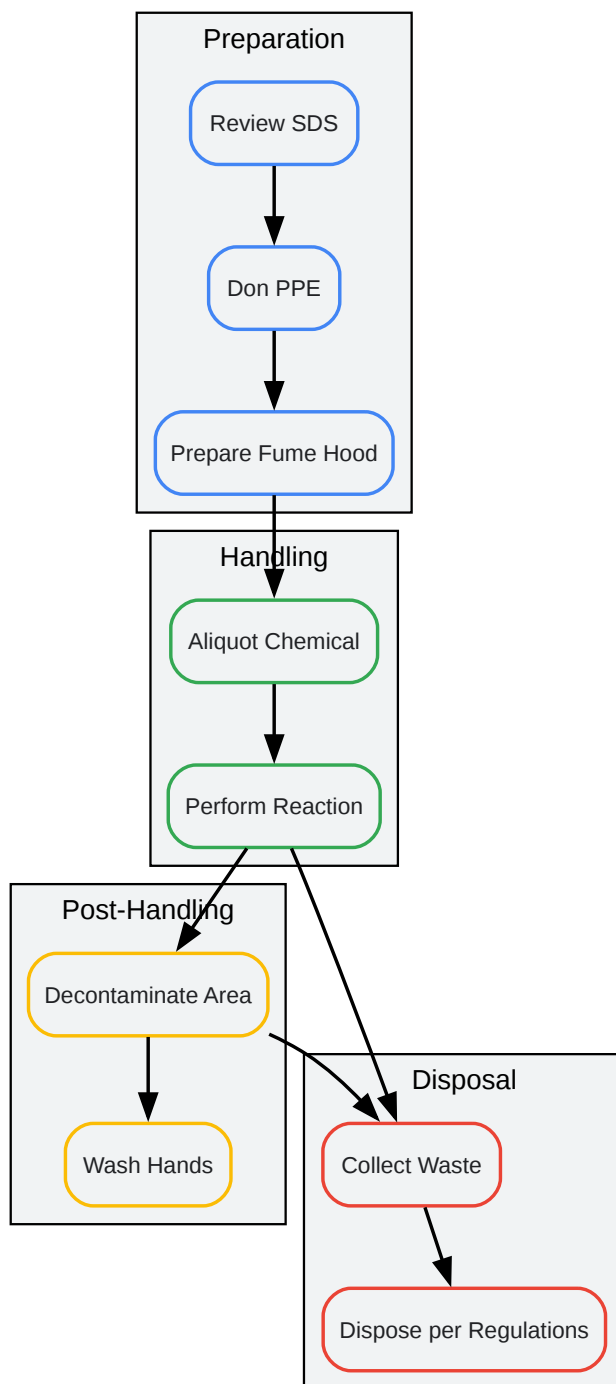 Preparation
Review SDS
Don PPE
Prepare Fume Hood
Handling
Aliquot Chemical
Perform Reaction
Post-Handling
Decontaminate Area
Wash Hands
Disposal
Collect Waste
Dispose per Regulations